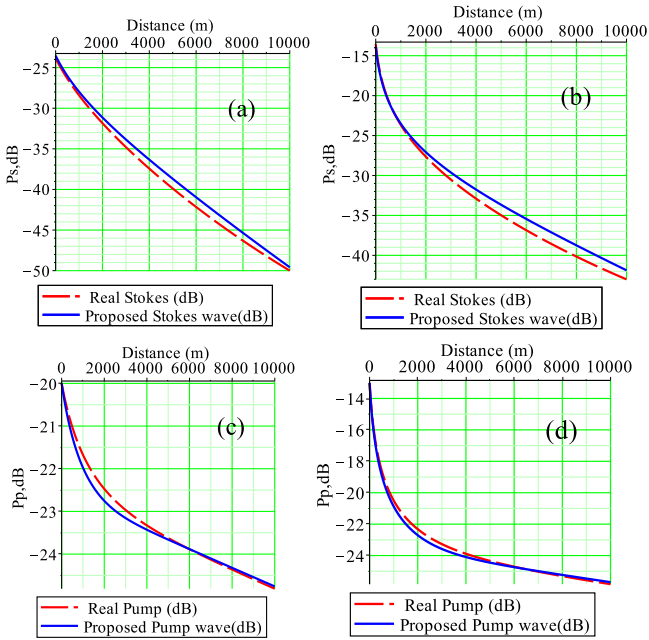 Distance (m)
0 2000 4000 6000 8000 10000
−25
−30
−35
−40
−45
−50
Ps,dB
(a)
Real Stokes (dB)
Proposed Stokes wave(dB)
Distance (m)
0 2000 4000 6000 8000 10000
−15
−20
−25
−30
−35
−40
Ps,dB
(b)
Real Stokes (dB)
Proposed Stokes wave(dB)
Distance (m)
0 2000 4000 6000 8000 10000
−20
−21
−22
−23
−24
Pp,dB
(c)
Real Pump (dB)
Proposed Pump wave(dB)
Distance (m)
0 2000 4000 6000 8000 10000
−14
−16
−18
−20
−22
−24
Pp,dB
(d)
Real Pump (dB)
Proposed Pump wave(dB)